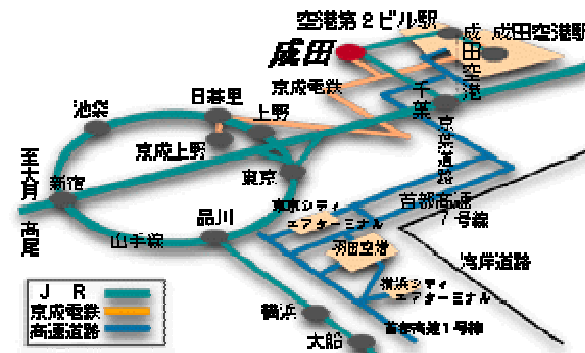 空港第2ビル駅
成田
成田空港駅
成田空港
京成電鉄
千葉
日暮里
上野
池袋
京成上野
京葉道路
東京
新宿
高尾
首都高速
7号線
東京シティ
エアターミナル
品川
山手線
羽田空港
湾岸道路
横浜シティ
エアターミナル
JR
京成電鉄
高速道路
横浜
首都高速1号線
大船